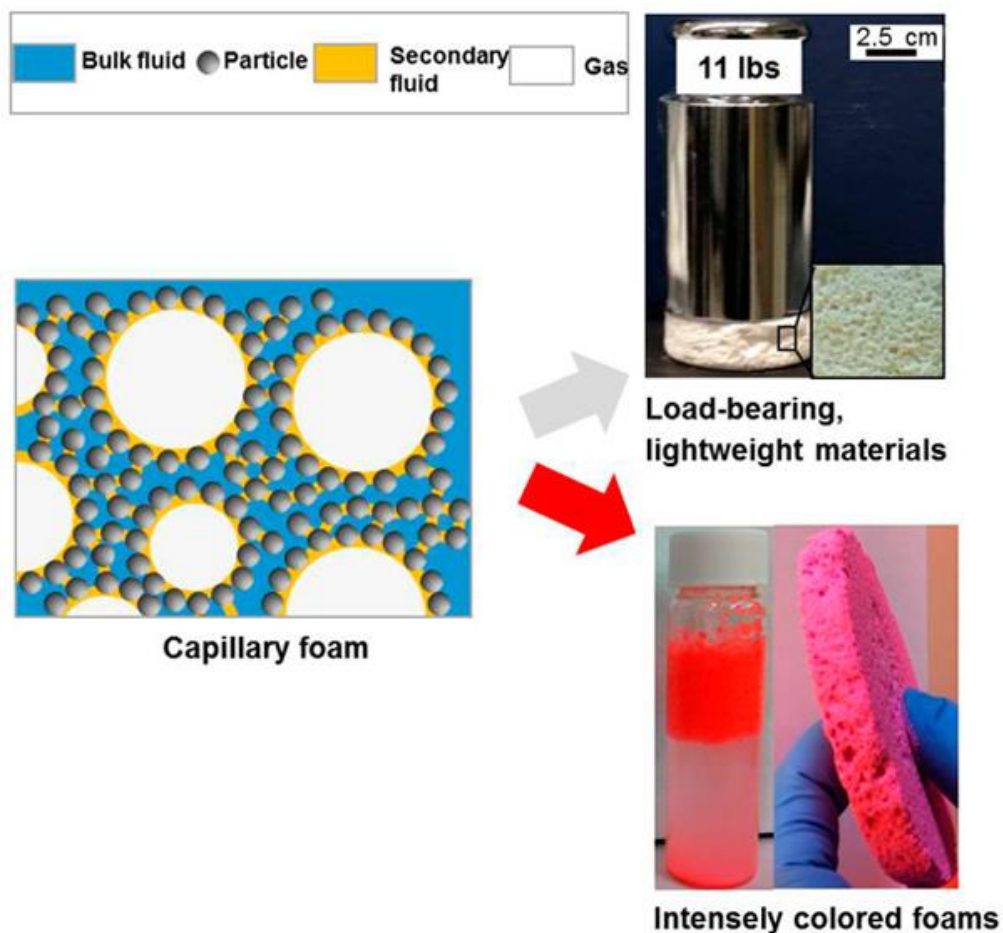 Bulk fluid Particle Secondary fluid Gas
11 lbs
2.5 cm
Load-bearing,
lightweight materials
Capillary foam
Intensely colored foams